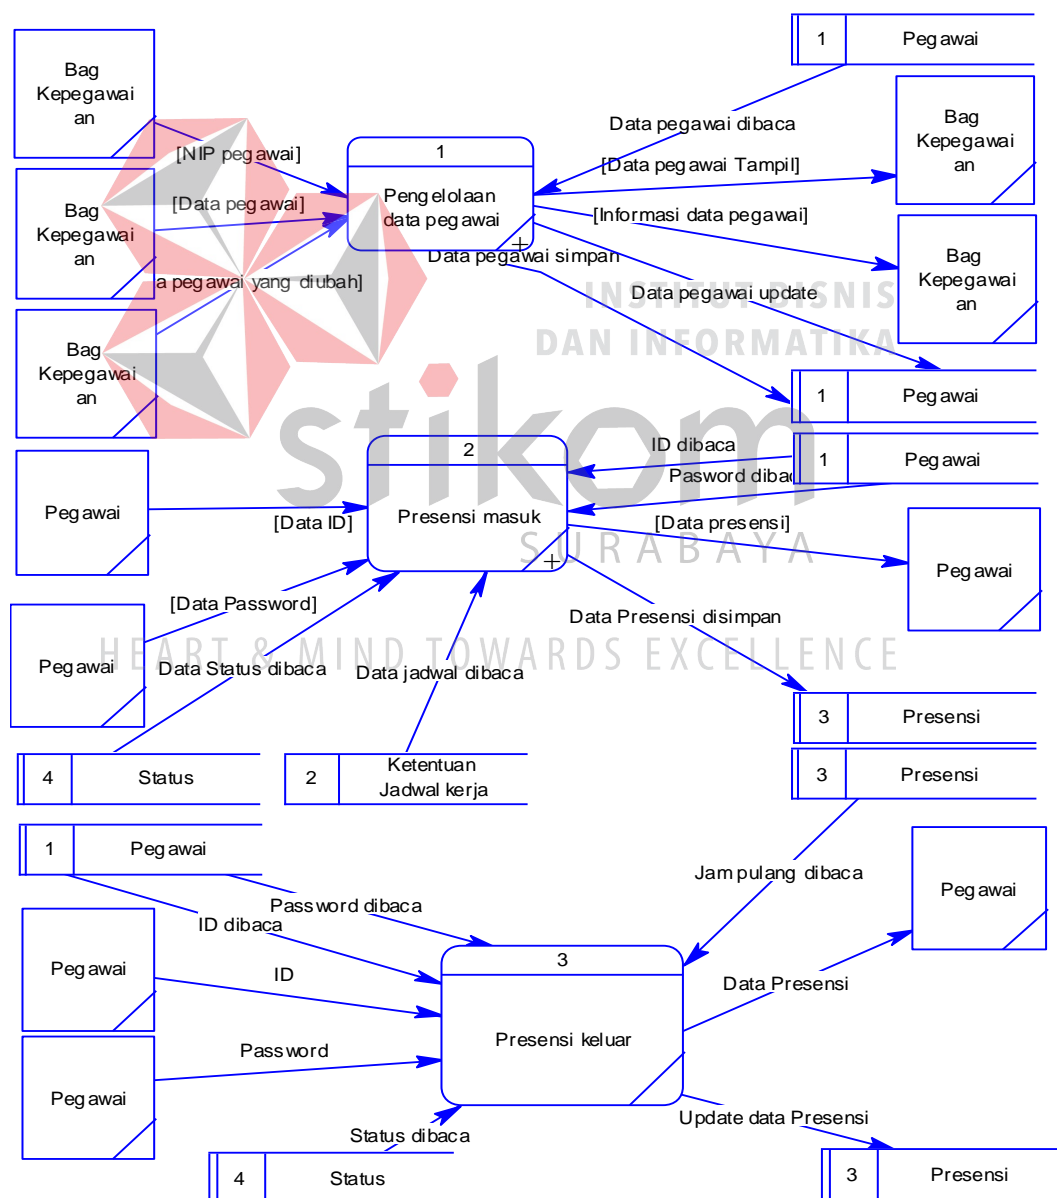 1 Pegawai
Bag
Kepegawai
an
Data pegawai dibaca
Bag
Kepegawai
an
[NIP pegawai]
1
Pengelolaan
data pegawai
[Data pegawai Tampil]
Bag
Kepegawai
an
[Data pegawai]
[Informasi data pegawai]
Bag
Kepegawai
an
Data pegawai simpan
a pegawai yang diubah]
Data pegawai update
INSTITUT BISNIS
DAN INFORMATIKA
Bag
Kepegawai
an
1 Pegawai
stikom
SURABAYA
2
Presensi masuk
ID dibaca
1 Pegawai
Pasword dibac
Pegawai
[Data ID]
[Data presensi]
Pegawai
[Data Password]
Data Presensi disimpan
HEART & MIND TOWARDS EXCELLENCE
Pegawai
Data Status dibaca
Data jadwal dibaca
3 Presensi
4 Status
2 Ketentuan
Jadwal kerja
3 Presensi
1 Pegawai
Jam pulang dibaca
Pegawai
Password dibaca
ID dibaca
Pegawai
ID
3
Presensi keluar
Data Presensi
Password
Pegawai
Update data Presensi
Status dibaca
4 Status
3 Presensi